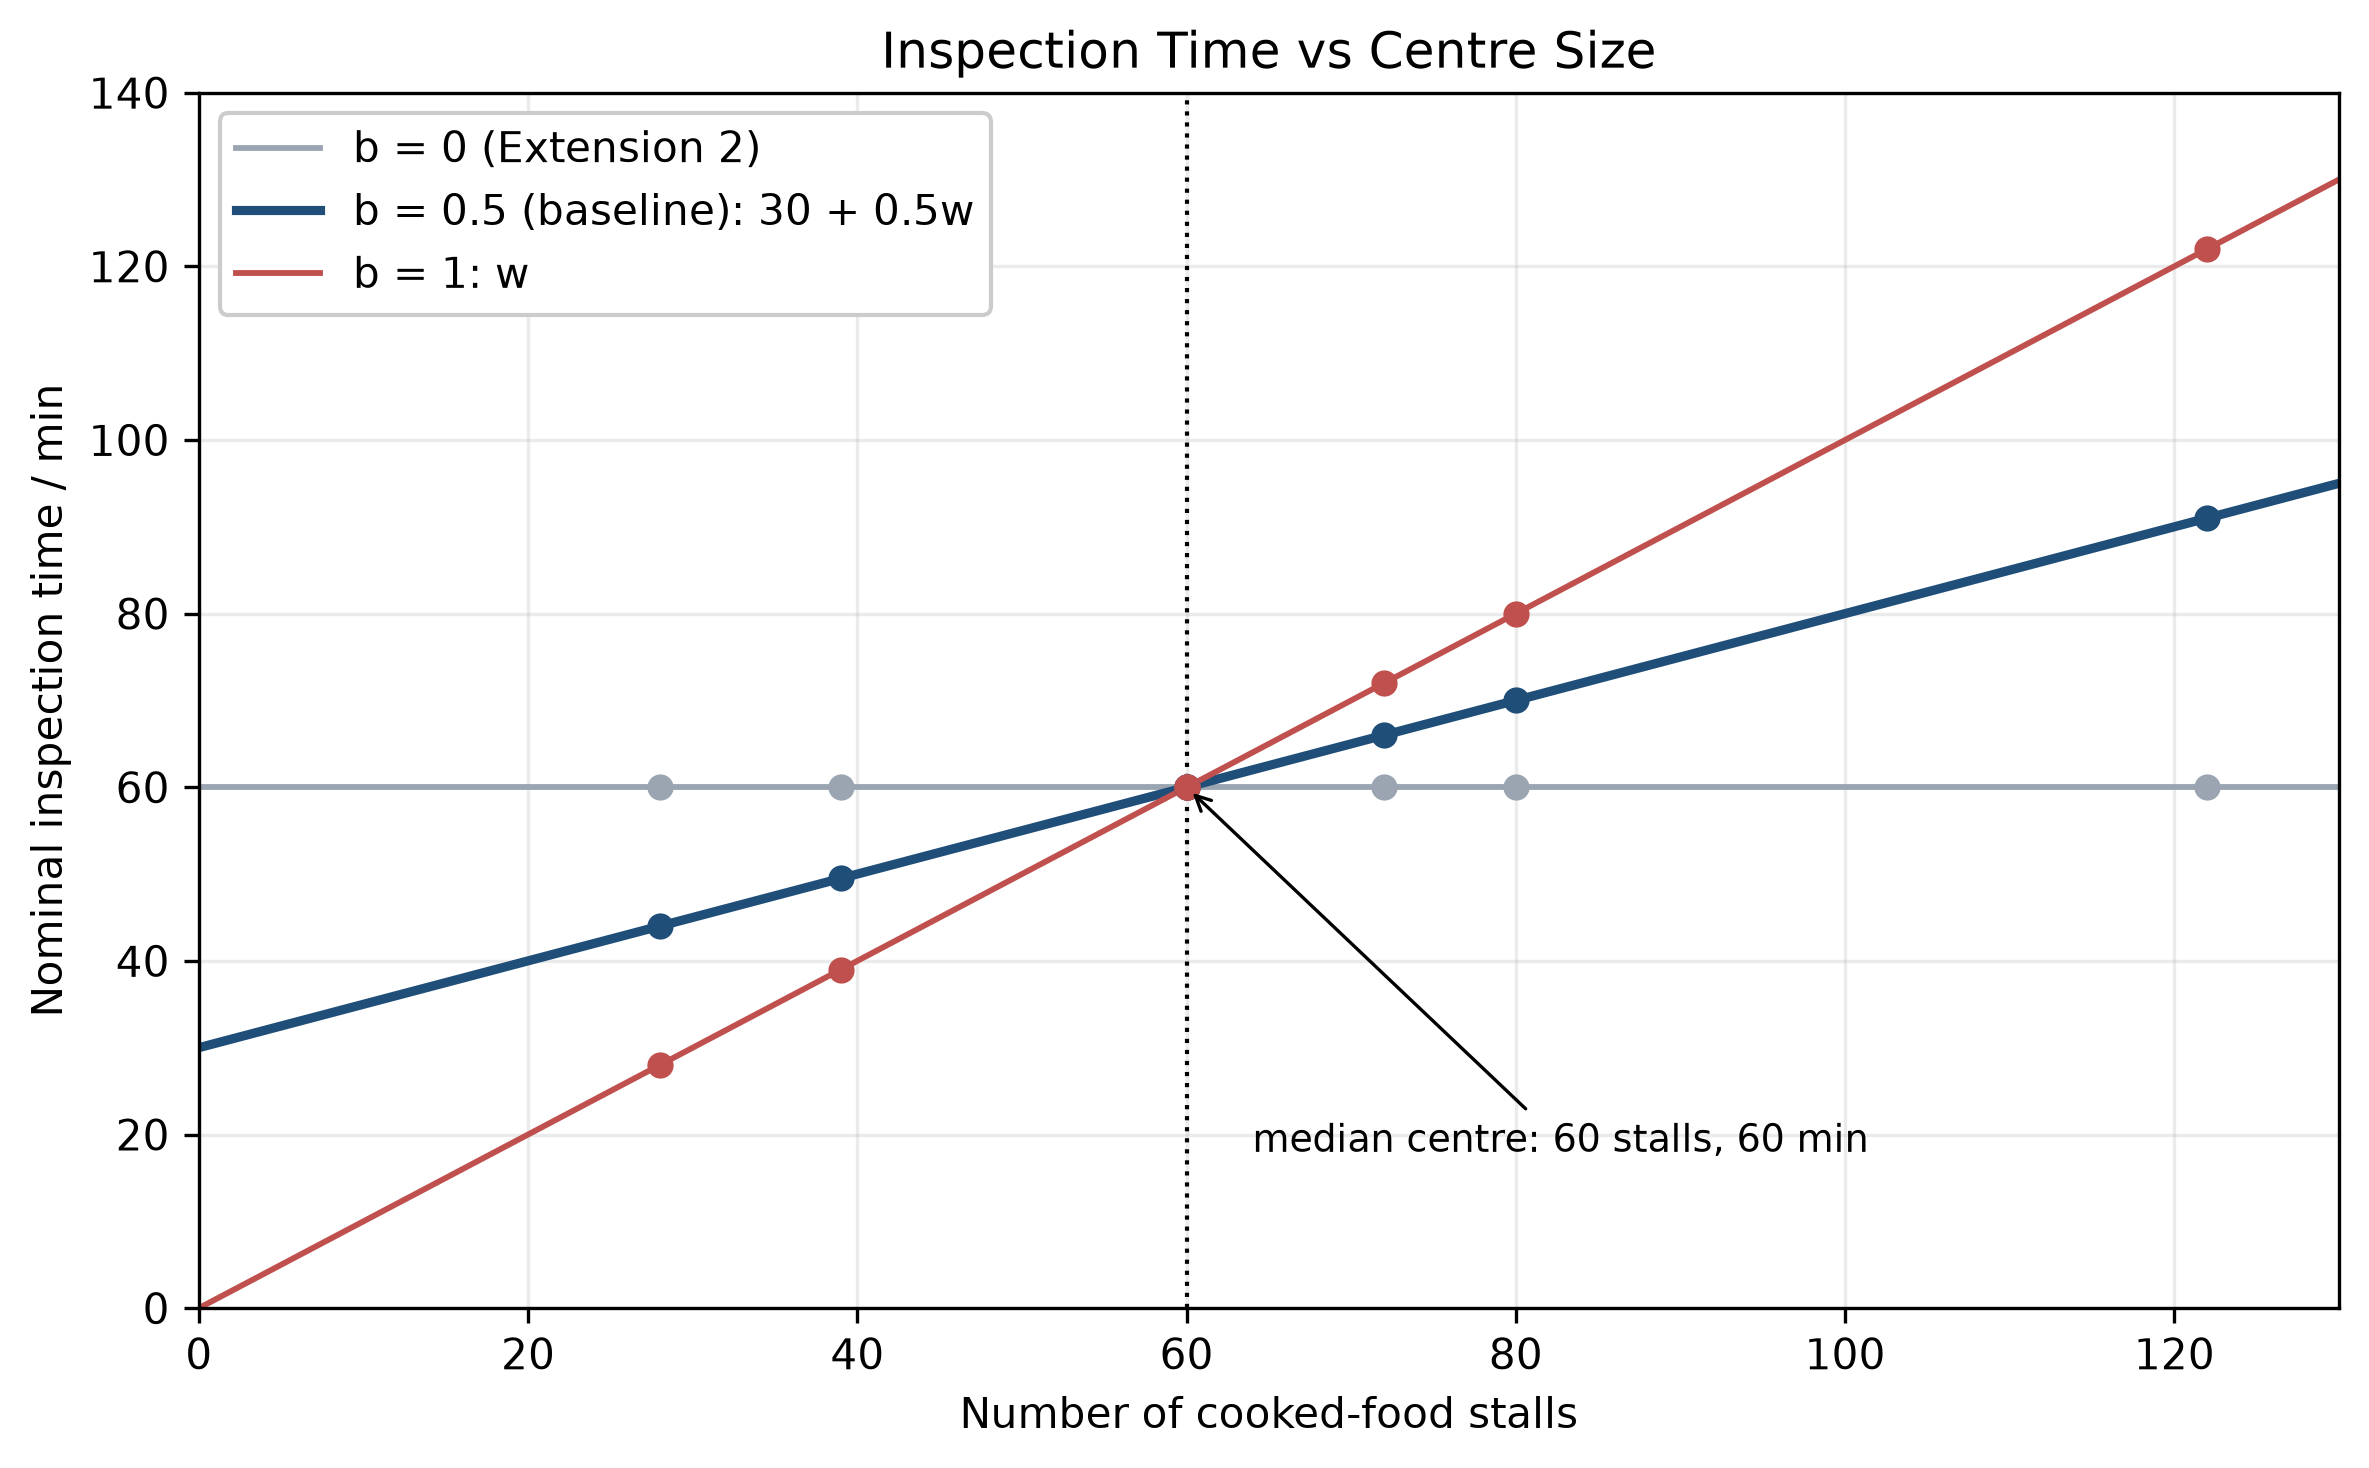 Inspection Time vs Centre Size
140
120
100
80
60
40
20
0
Nominal inspection time / min
b = 0 (Extension 2)
b = 0.5 (baseline): 30 + 0.5w
b = 1: w
median centre: 60 stalls, 60 min
0 20 40 60 80 100 120
Number of cooked-food stalls